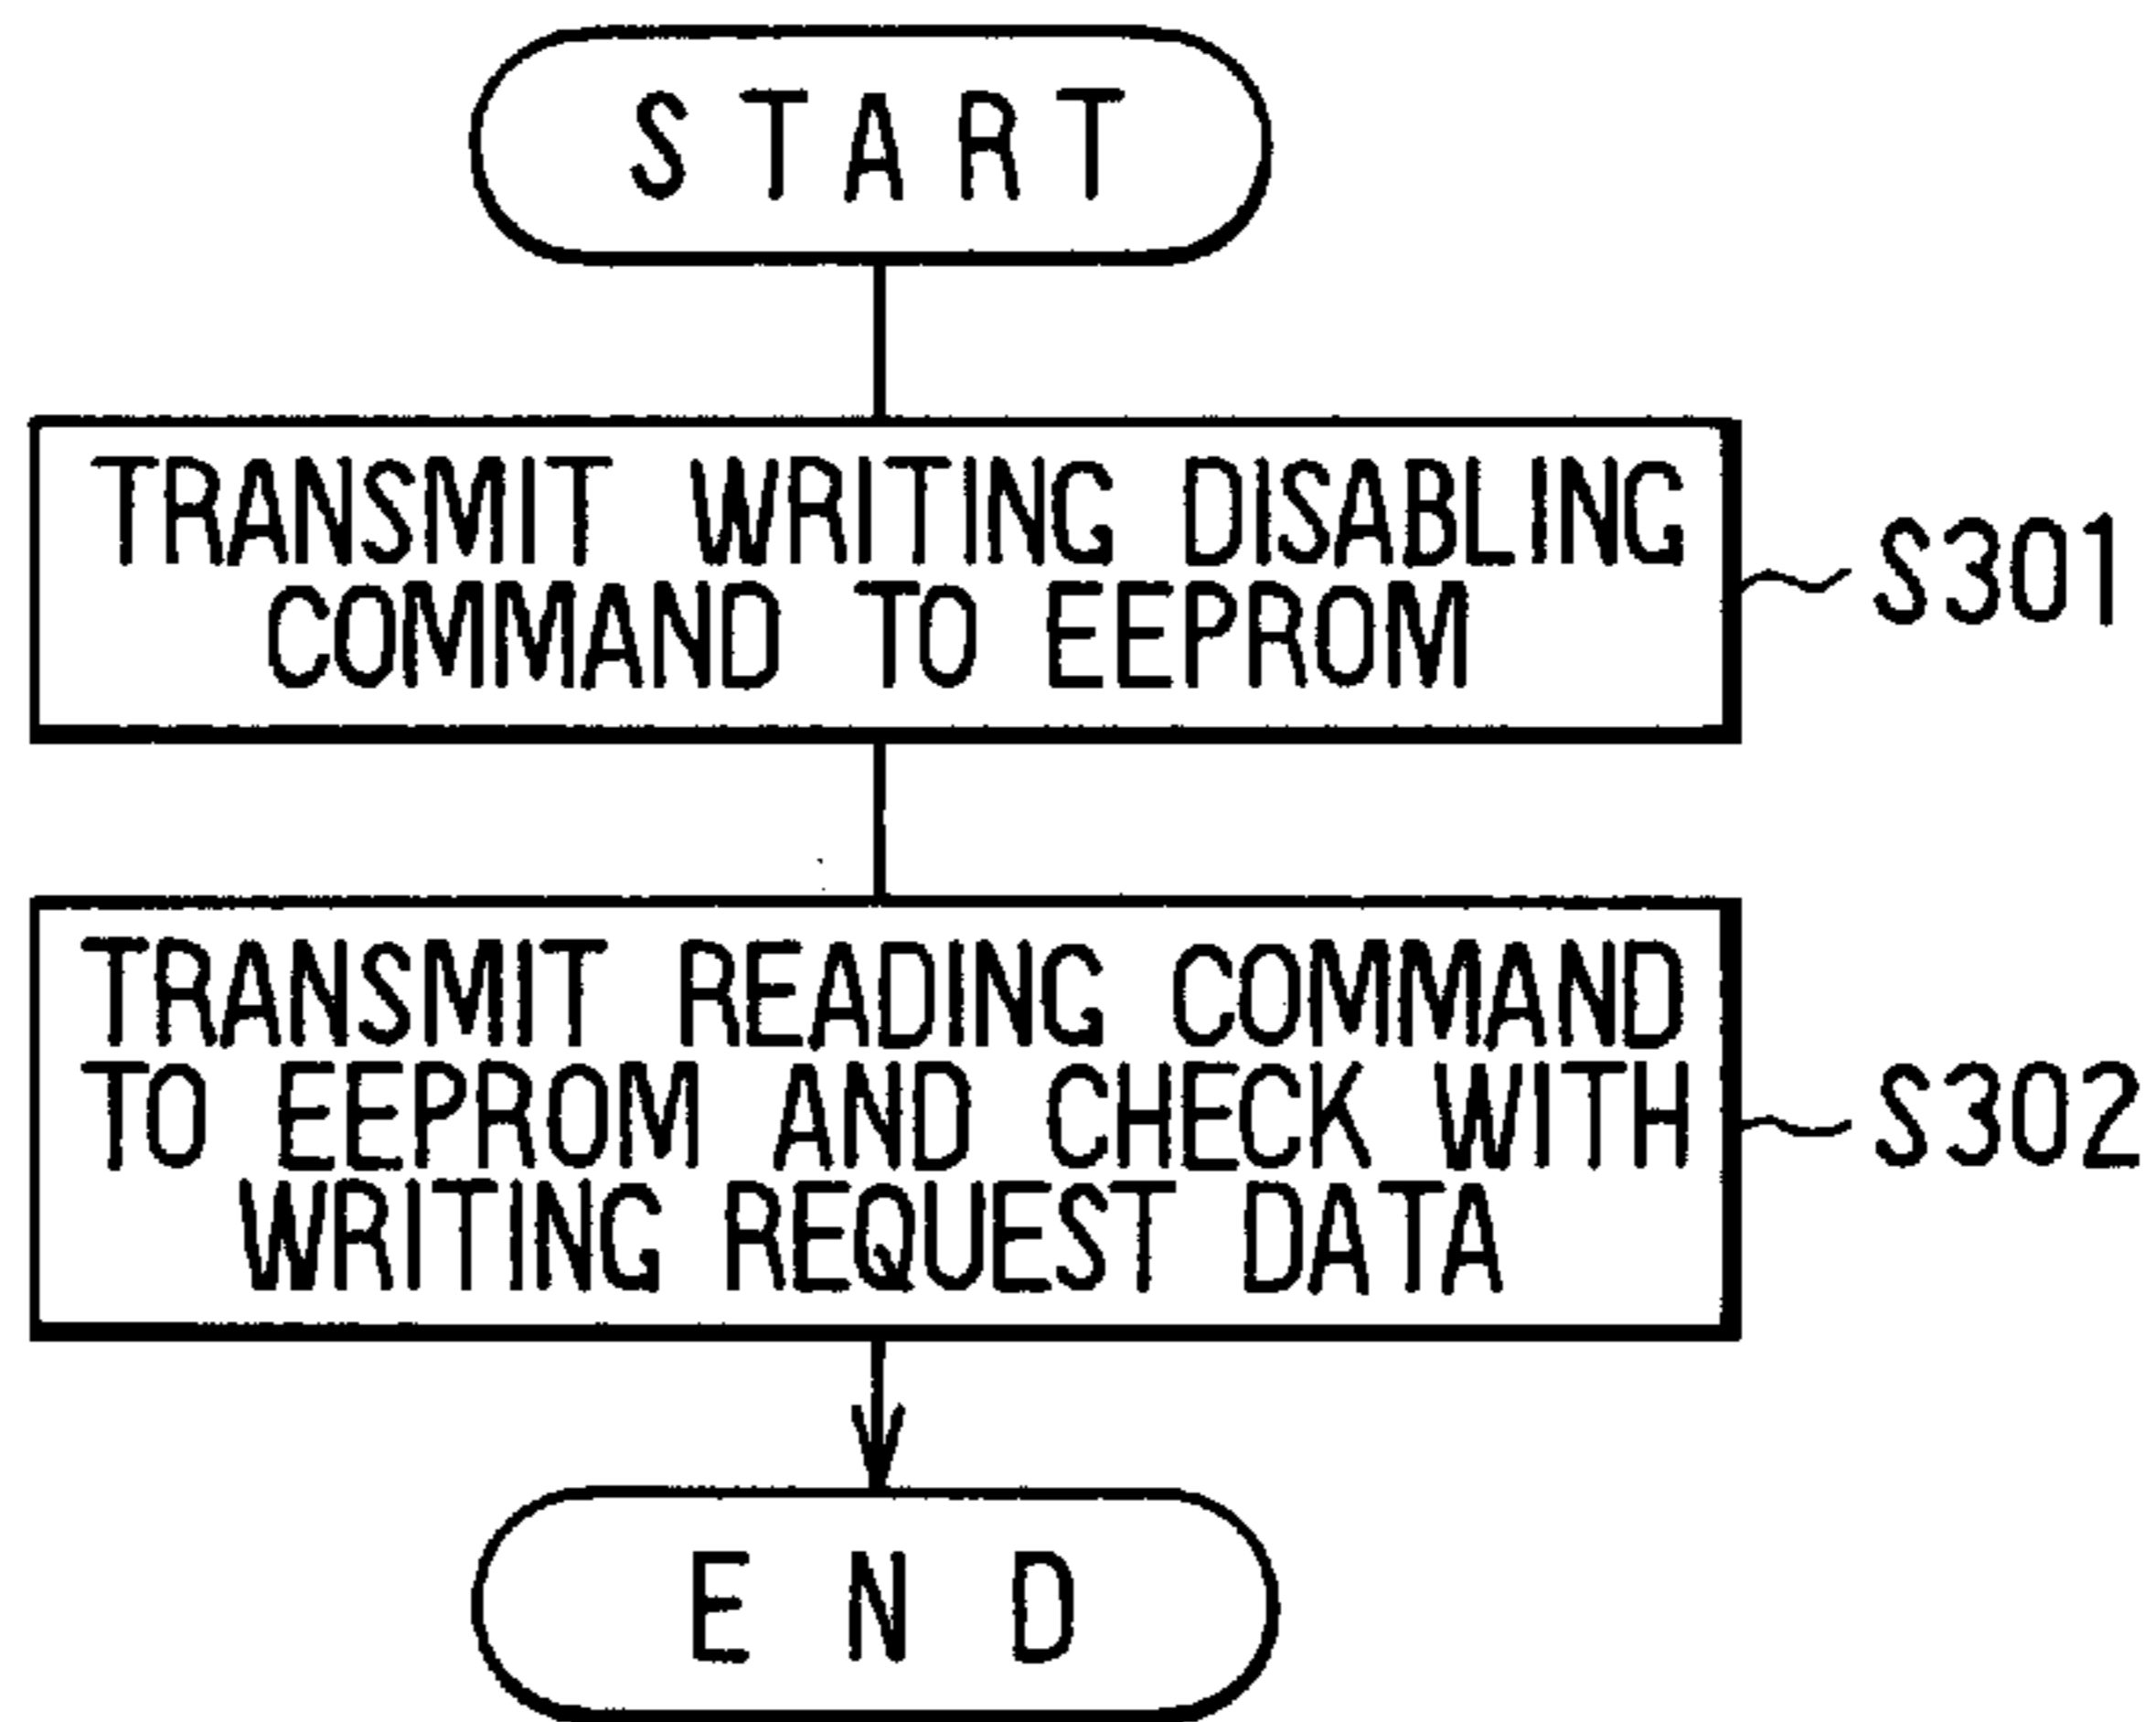 START
TRANSMIT WRITING DISABLING
COMMAND TO EEPROM
S301
TRANSMIT READING COMMAND
TO EEPROM AND CHECK WITH
WRITING REQUEST DATA
S302
END